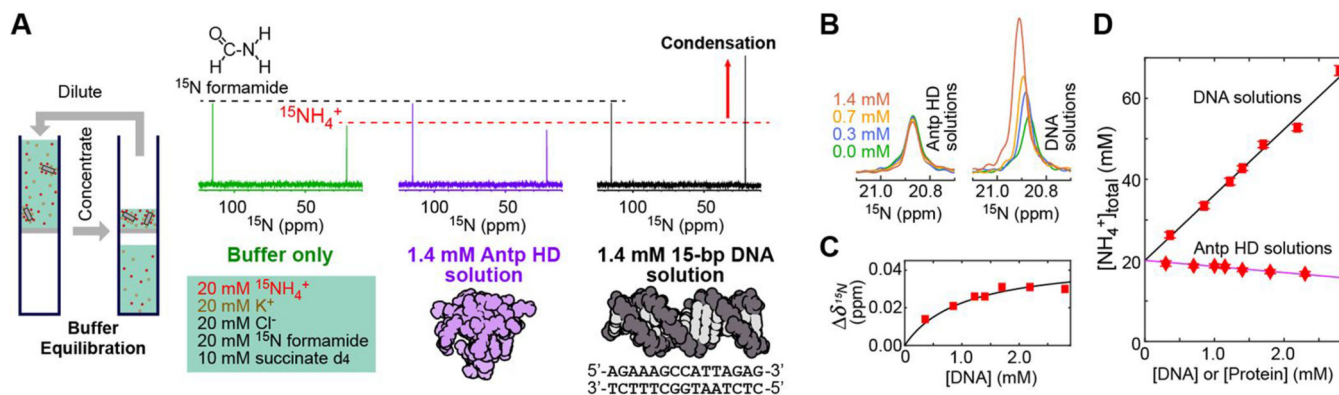 A
Dilute
Concentrate
Buffer
Equilibration
O
C
N
H
H
H
¹⁵N formamide
¹⁵NH₄⁺
Condensation
100
50
¹⁵N (ppm)
100
50
¹⁵N (ppm)
100
50
¹⁵N (ppm)
Buffer only
20 mM ¹⁵NH₄⁺
20 mM K⁺
20 mM Cl⁻
20 mM ¹⁵N formamide
10 mM succinate d₄
1.4 mM Antp HD
solution
1.4 mM 15-bp DNA
solution
5'-AGAAAGCCATTAGAG-3'
3'-TCTTTCGGTAATCTC-5'
B
1.4 mM
0.7 mM
0.3 mM
0.0 mM
Antp HD
solutions
DNA
solutions
21.0
20.8
¹⁵N (ppm)
21.0
20.8
¹⁵N (ppm)
C
Δδ¹⁵N
(ppm)
0.04
0.02
0.00
0
1.0
2.0
[DNA] (mM)
D
[NH₄⁺]total (mM)
60
40
20
0
DNA solutions
Antp HD solutions
0
1.0
2.0
[DNA] or [Protein] (mM)